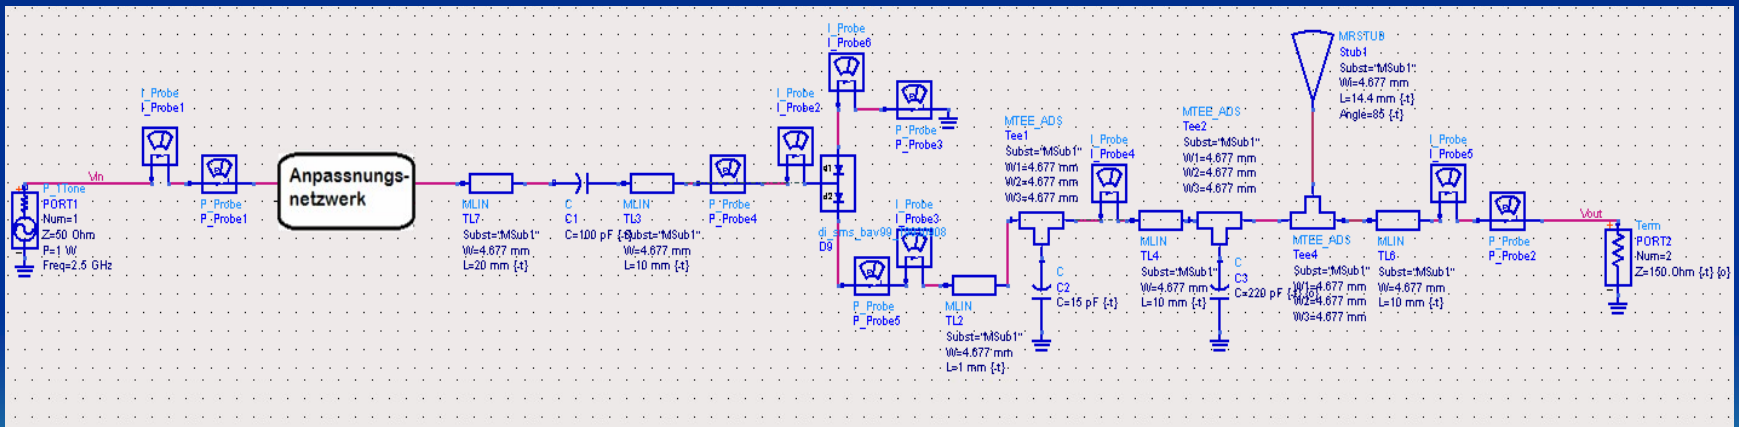 I_Probe
I_Probe1
P_Probe
P_Probe1
Vin
P_1Tone
PORT1
Num=1
Z=50 Ohm
P=1 W
Freq=2.5 GHz
Anpassnungs-
netzwerk
MLIN
TL7
Subst="MSub1"
W=4.677 mm
L=20 mm {-t}
C
C1
C=100 pF
MLIN
TL3
Subst="MSub1"
W=4.677 mm
L=10 mm {-t}
P_Probe
P_Probe4
I_Probe
I_Probe2
I_Probe
I_Probe6
P_Probe
P_Probe3
d1
d2
di_sms_bav99
D9
I_Probe
I_Probe3
P_Probe
P_Probe5
MLIN
TL2
Subst="MSub1"
W=4.677 mm
L=1 mm {-t}
MTEE_ADS
Tee1
Subst="MSub1"
W1=4.677 mm
W2=4.677 mm
W3=4.677 mm
C
C2
C=15 pF {-t}
I_Probe
I_Probe4
MLIN
TL4
Subst="MSub1"
W=4.677 mm
L=10 mm {-t}
MTEE_ADS
Tee2
Subst="MSub1"
W1=4.677 mm
W2=4.677 mm
W3=4.677 mm
C
C3
C=220 pF
MRSTUB
Stub1
Subst="MSub1"
Wi=4.677 mm
L=14.4 mm {-t}
Angle=85 {-t}
MTEE_ADS
Tee4
Subst="MSub1"
W1=4.677 mm
W2=4.677 mm
W3=4.677 mm
MLIN
TL6
Subst="MSub1"
W=4.677 mm
L=10 mm {-t}
I_Probe
I_Probe5
P_Probe
P_Probe2
Vout
Term
PORT2
Num=2
Z=150 Ohm {-t} {o}